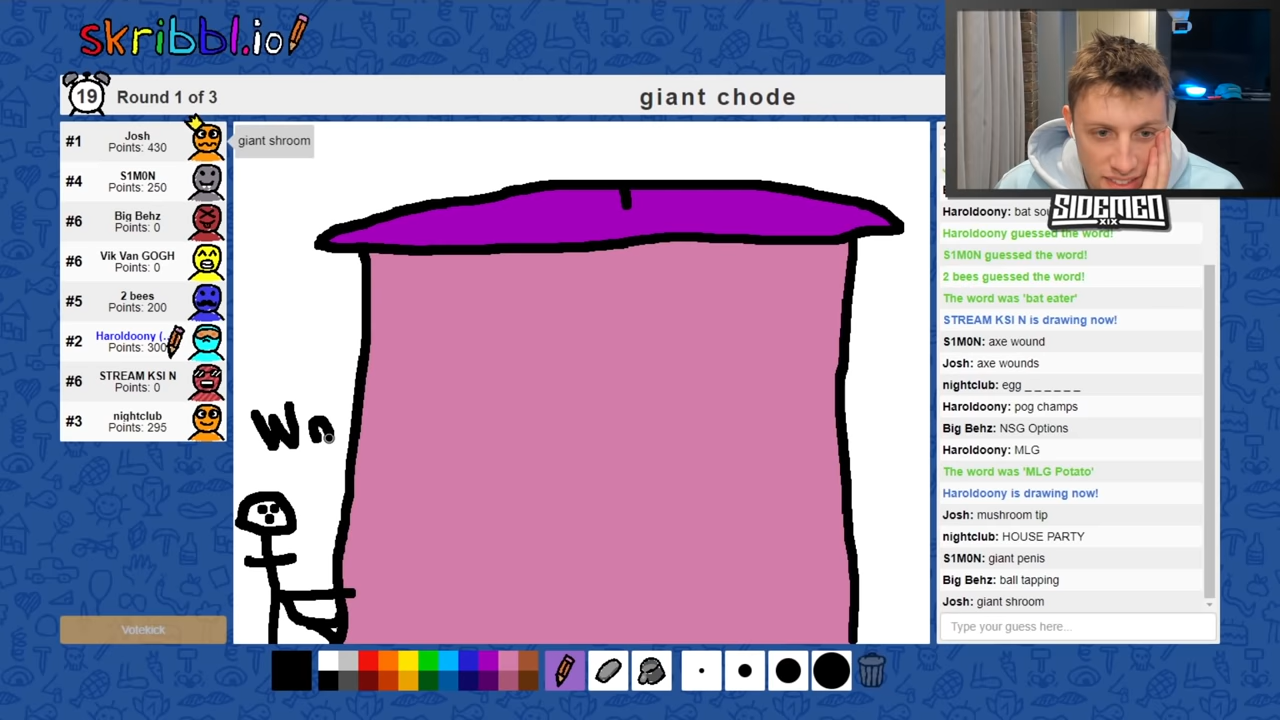 skribbl.io
19
Round 1 of 3
giant chode
#1
Josh
Points: 430
giant shroom
#4
S1M0N
Points: 250
#6
Big Behz
Points: 0
#6
Vik Van GOGH
Points: 0
#5
2 bees
Points: 200
#2
Haroldoony (...
Points: 300
#6
STREAM KSI N
Points: 0
#3
nightclub
Points: 295
Votekick
Wn
SIDEMEN
XIX
Haroldoony: bat sou
Haroldoony guessed the word!
S1M0N guessed the word!
2 bees guessed the word!
The word was 'bat eater'
STREAM KSI N is drawing now!
S1M0N: axe wound
Josh: axe wounds
nightclub: egg _ _ _ _ _ _
Haroldoony: pog champs
Big Behz: NSG Options
Haroldoony: MLG
The word was 'MLG Potato'
Haroldoony is drawing now!
Josh: mushroom tip
nightclub: HOUSE PARTY
S1M0N: giant penis
Big Behz: ball tapping
Josh: giant shroom
Type your guess here...